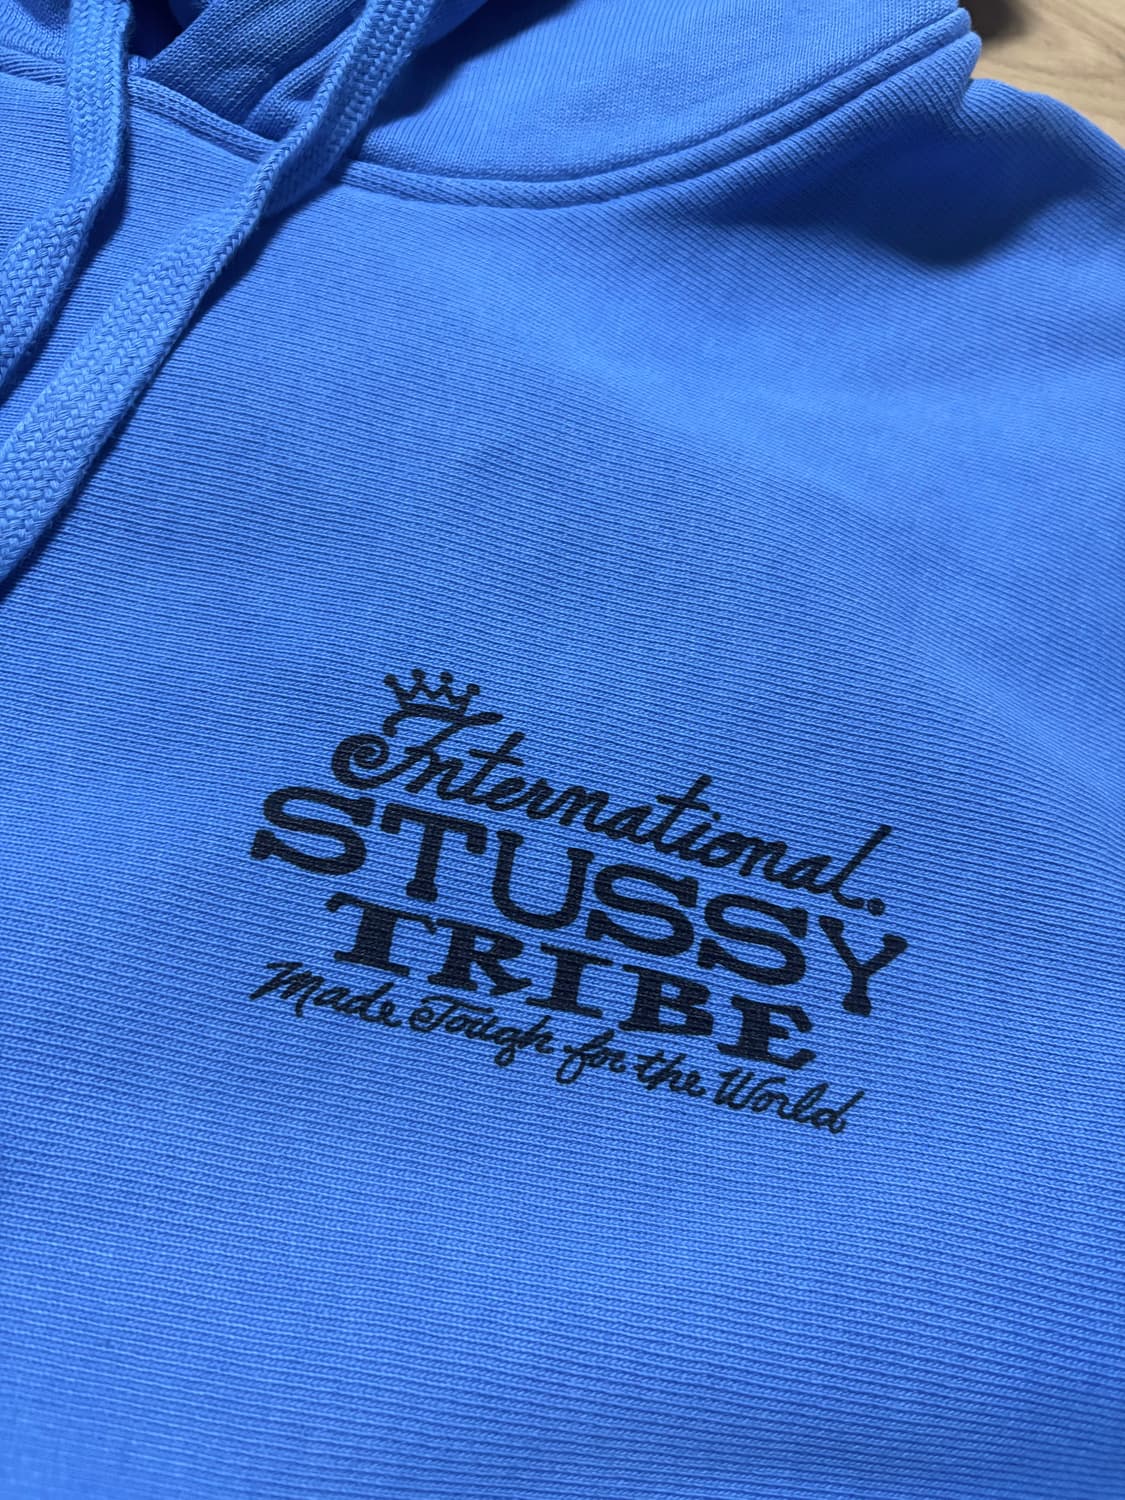 International.
STUSSY
TRIBE
Made Tough for the World